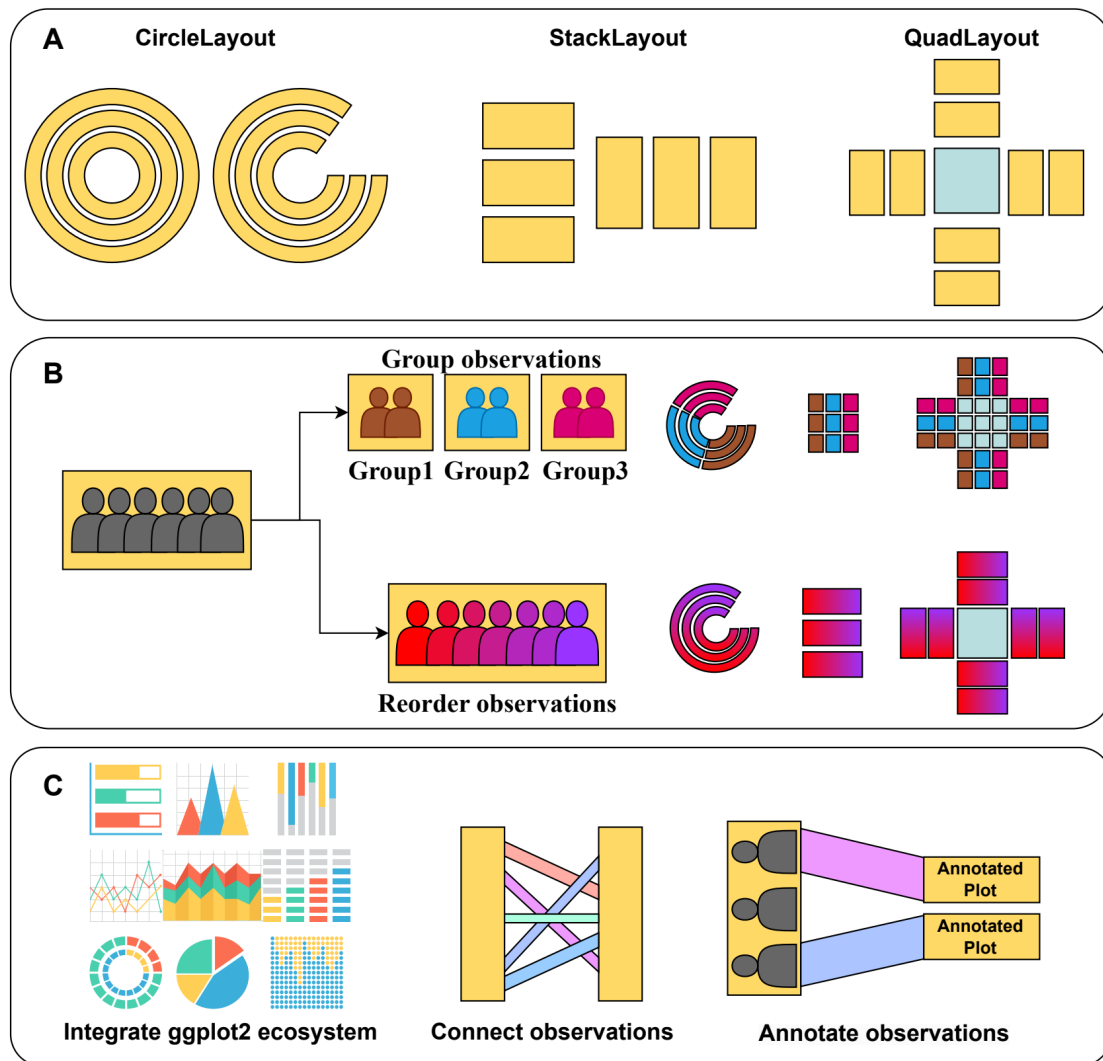 A
CircleLayout
StackLayout
QuadLayout
B
Group observations
Group1
Group2
Group3
Reorder observations
C
Annotated
Plot
Annotated
Plot
Integrate ggplot2 ecosystem
Connect observations
Annotate observations